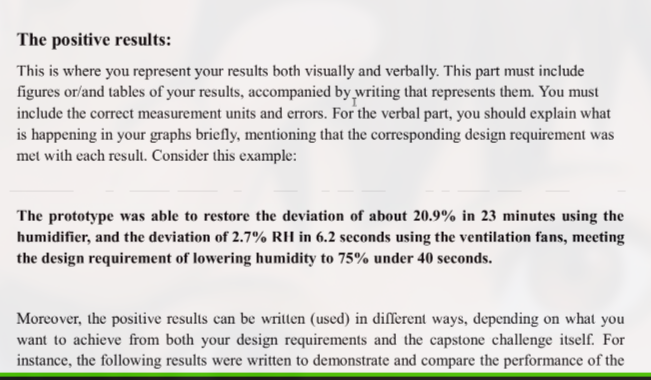 The positive results:
This is where you represent your results both visually and verbally. This part must include
figures or/and tables of your results, accompanied by writing that represents them. You must
include the correct measurement units and errors. For the verbal part, you should explain what
is happening in your graphs briefly, mentioning that the corresponding design requirement was
met with each result. Consider this example:
The prototype was able to restore the deviation of about 20.9% in 23 minutes using the
humidifier, and the deviation of 2.7% RH in 6.2 seconds using the ventilation fans, meeting
the design requirement of lowering humidity to 75% under 40 seconds.
Moreover, the positive results can be written (used) in different ways, depending on what you
want to achieve from both your design requirements and the capstone challenge itself. For
instance, the following results were written to demonstrate and compare the performance of the